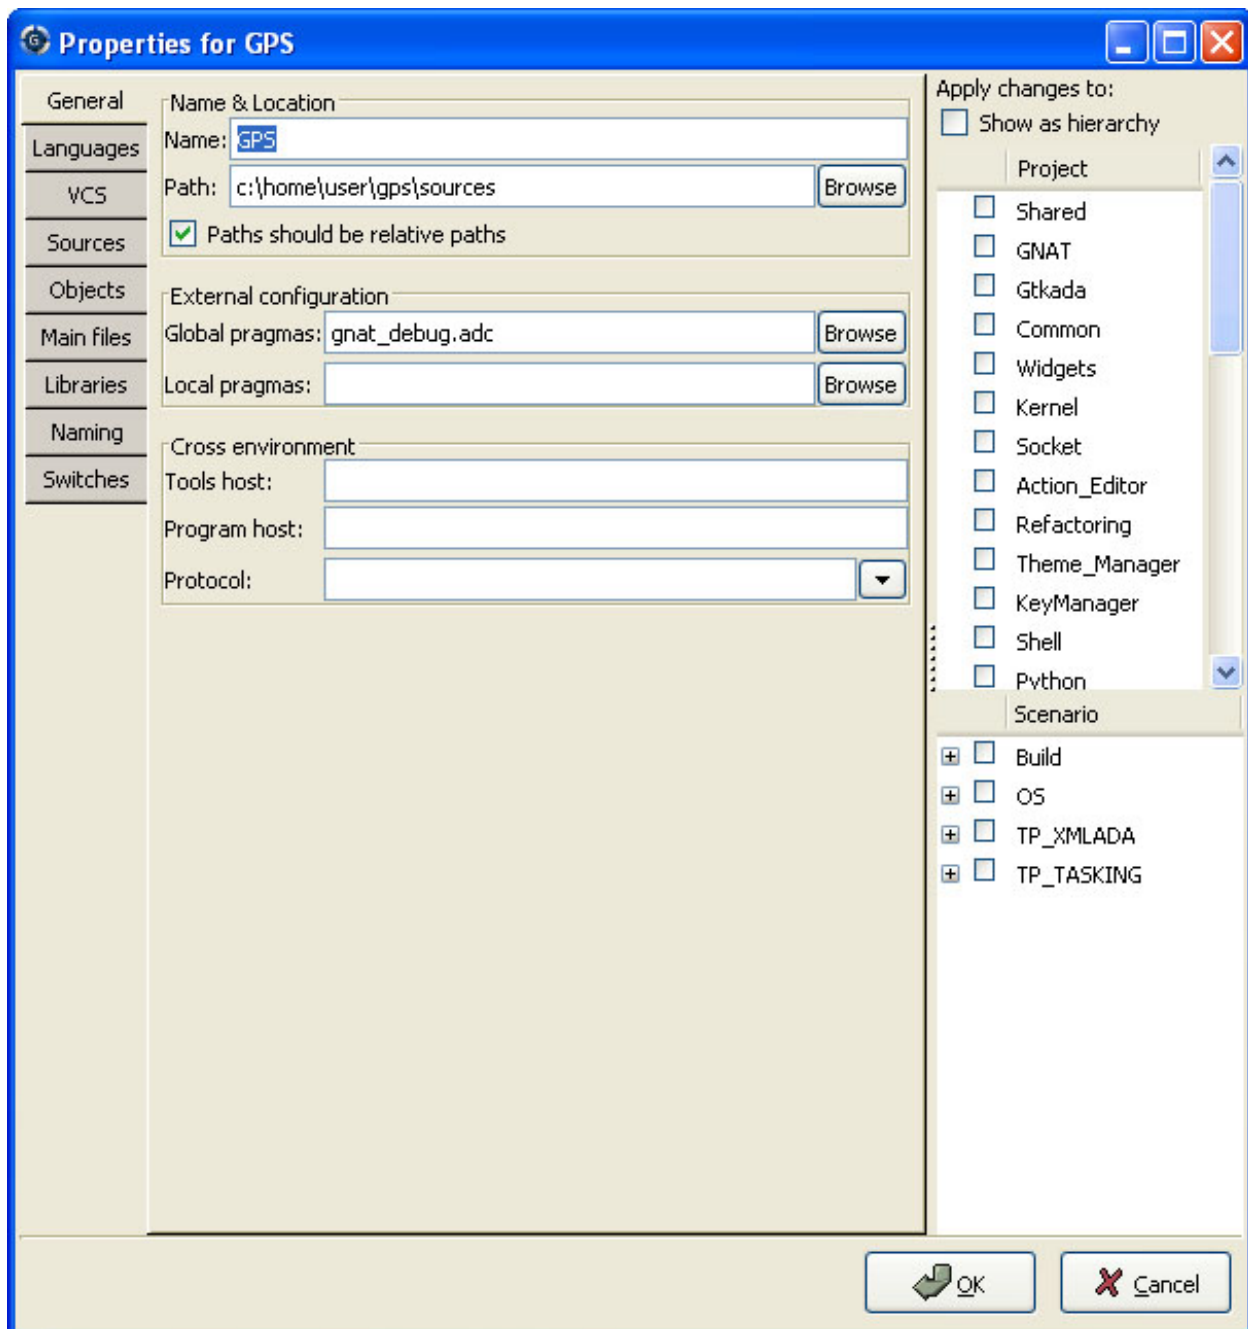 Properties for GPS
General
Languages
VCS
Sources
Objects
Main files
Libraries
Naming
Switches
Name & Location
Name: GPS
Path: c:\home\user\gps\sources Browse
Paths should be relative paths
External configuration
Global pragmas: gnat_debug.adc Browse
Local pragmas: Browse
Cross environment
Tools host:
Program host:
Protocol:
Apply changes to:
Show as hierarchy
Project
Shared
GNAT
Gtkada
Common
Widgets
Kernel
Socket
Action_Editor
Refactoring
Theme_Manager
KeyManager
Shell
Python
Scenario
Build
OS
TP_XMLADA
TP_TASKING
OK Cancel